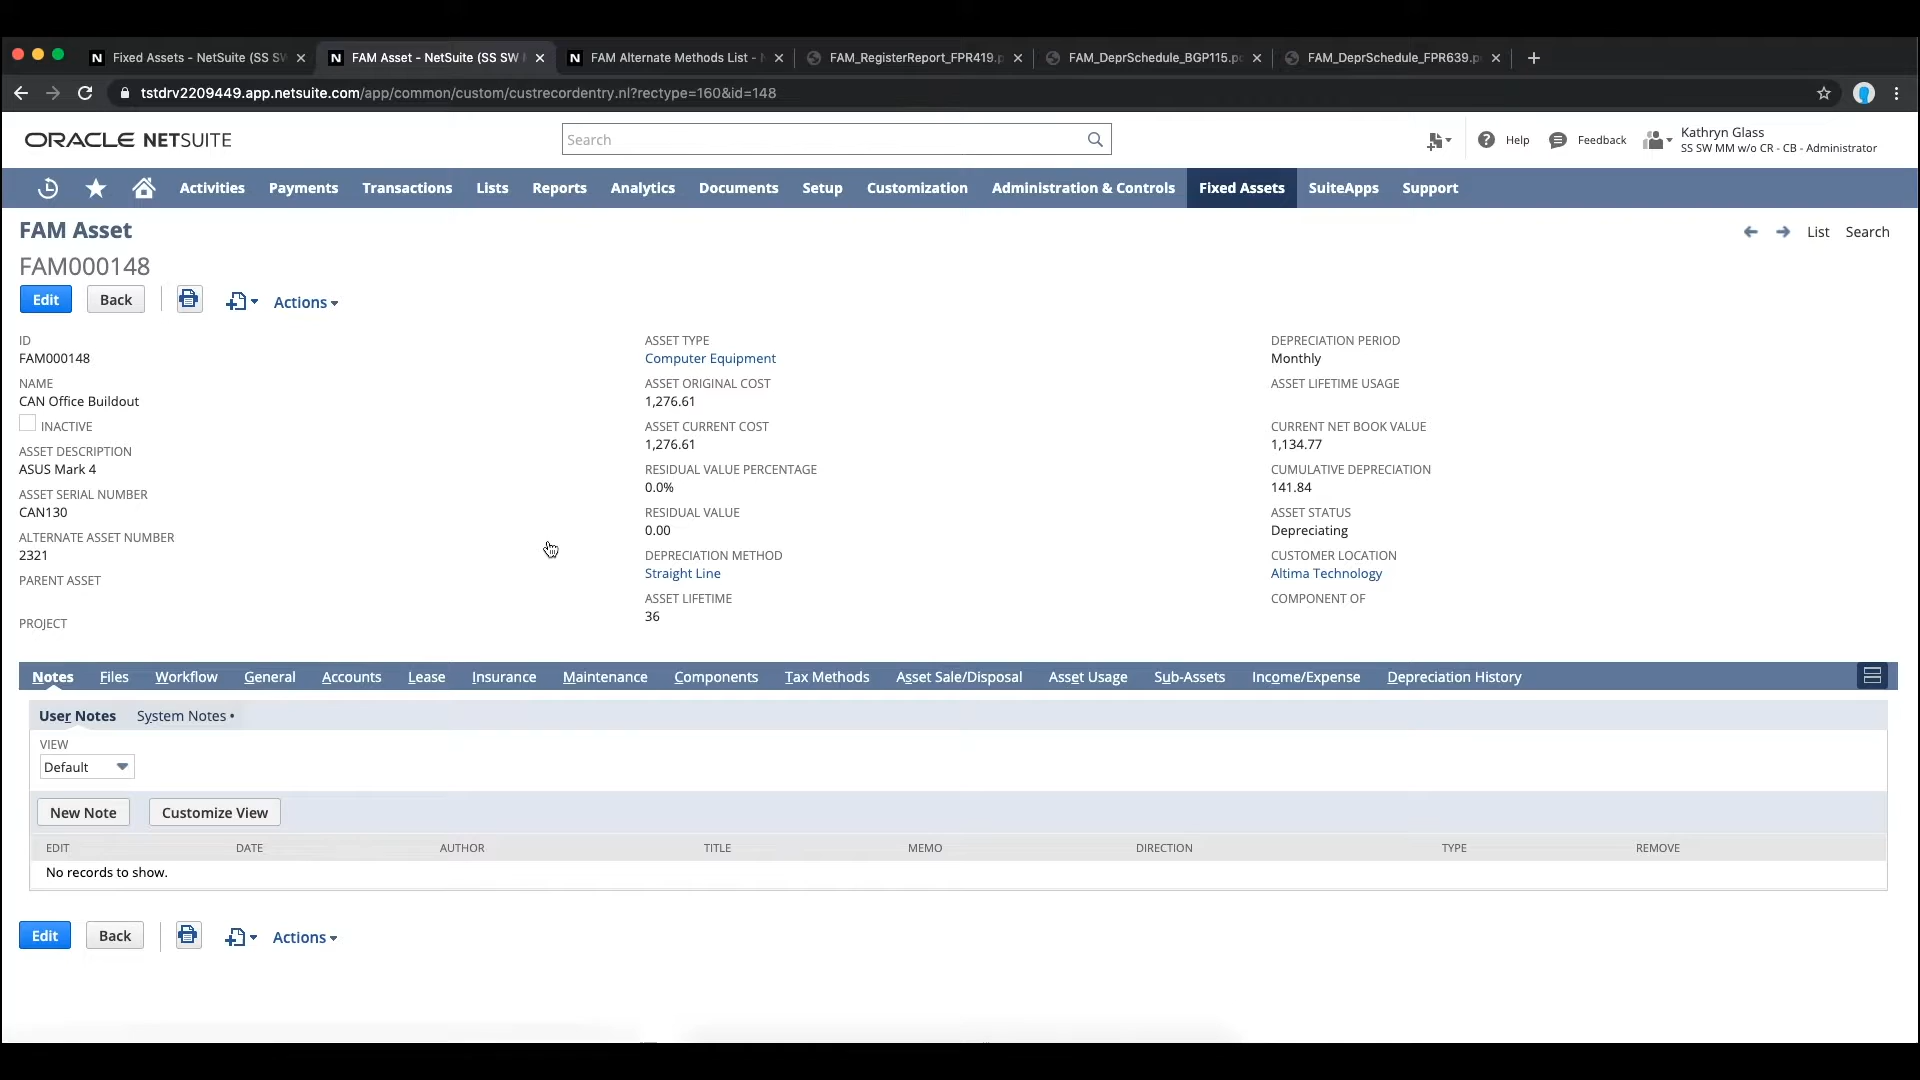 Fixed Assets - NetSuite (SS SW
FAM Asset - NetSuite (SS SW
FAM Alternate Methods List -
FAM_RegisterReport_FPR419.p
FAM_DeprSchedule_BGP115.pd
FAM_DeprSchedule_FPR639.p
tstdrv2209449.app.netsuite.com/app/common/custom/custrecordentry.nl?rectype=160&id=148
ORACLE NETSUITE
Search
Help
Feedback
Kathryn Glass
SS SW MM w/o CR - CB - Administrator
Activities Payments Transactions Lists Reports Analytics Documents Setup Customization Administration & Controls Fixed Assets SuiteApps Support
FAM Asset
List Search
FAM000148
Edit Back Actions
ID
FAM000148
NAME
CAN Office Buildout
INACTIVE
ASSET DESCRIPTION
ASUS Mark 4
ASSET SERIAL NUMBER
CAN130
ALTERNATE ASSET NUMBER
2321
PARENT ASSET
PROJECT
ASSET TYPE
Computer Equipment
ASSET ORIGINAL COST
1,276.61
ASSET CURRENT COST
1,276.61
RESIDUAL VALUE PERCENTAGE
0.0%
RESIDUAL VALUE
0.00
DEPRECIATION METHOD
Straight Line
ASSET LIFETIME
36
DEPRECIATION PERIOD
Monthly
ASSET LIFETIME USAGE
CURRENT NET BOOK VALUE
1,134.77
CUMULATIVE DEPRECIATION
141.84
ASSET STATUS
Depreciating
CUSTOMER LOCATION
Altima Technology
COMPONENT OF
Notes Files Workflow General Accounts Lease Insurance Maintenance Components Tax Methods Asset Sale/Disposal Asset Usage Sub-Assets Income/Expense Depreciation History
User Notes System Notes •
VIEW
Default
New Note Customize View
EDIT DATE AUTHOR TITLE MEMO DIRECTION TYPE REMOVE
No records to show.
Edit Back Actions